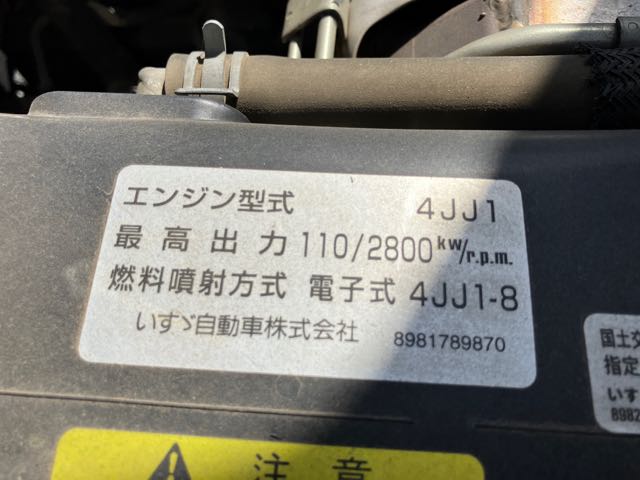 エンジン型式 4JJ1
最高出力 110/2800kw/r.p.m.
燃料噴射方式 電子式 4JJ1-8
いすゞ自動車株式会社 8981789870
国土交
指定
いす
8982
注意